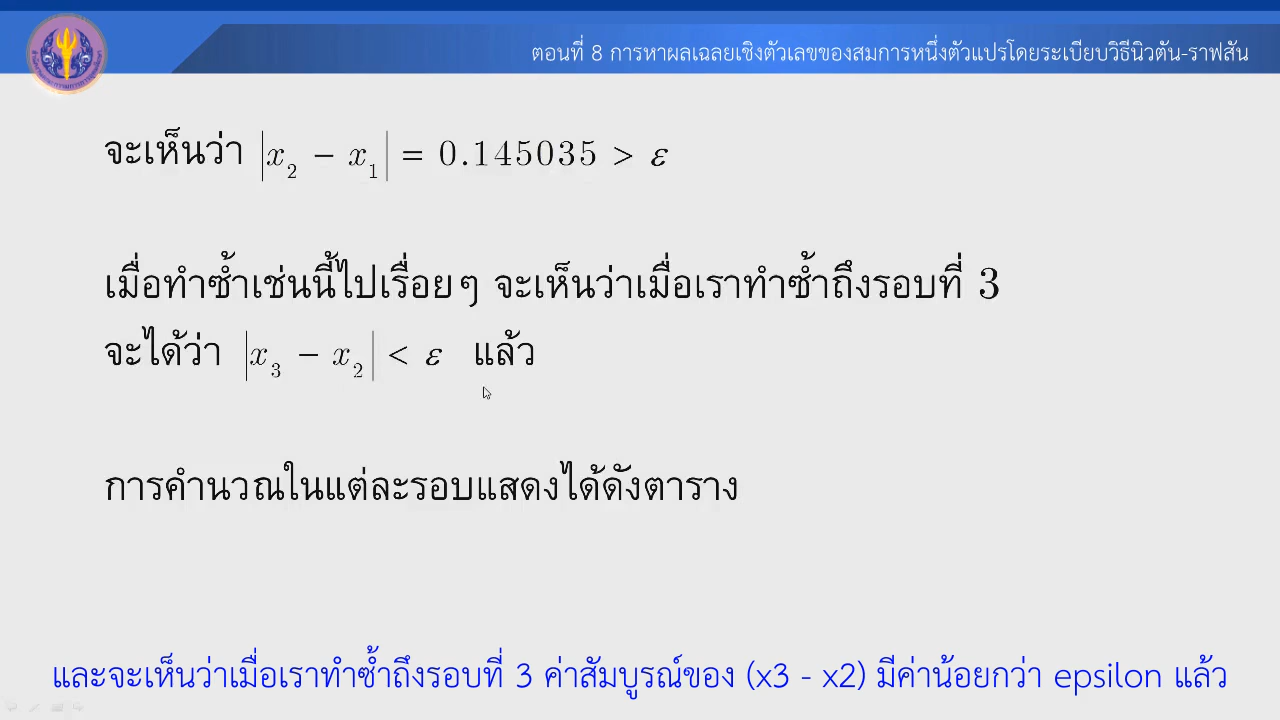 ตอนที่ 8 การหาผลเฉลยเชิงตัวเลขของสมการหนึ่งตัวแปรโดยระเบียบวิธีนิวตัน-ราฟสัน
จะเห็นว่า |x₂ − x₁| = 0.145035 > ε
เมื่อทำซ้ำเช่นนี้ไปเรื่อยๆ จะเห็นว่าเมื่อเราทำซ้ำถึงรอบที่ 3
จะได้ว่า |x₃ − x₂| < ε แล้ว
การคำนวณในแต่ละรอบแสดงได้ดังตาราง
และจะเห็นว่าเมื่อเราทำซ้ำถึงรอบที่ 3 ค่าสัมบูรณ์ของ (x3 - x2) มีค่าน้อยกว่า epsilon แล้ว